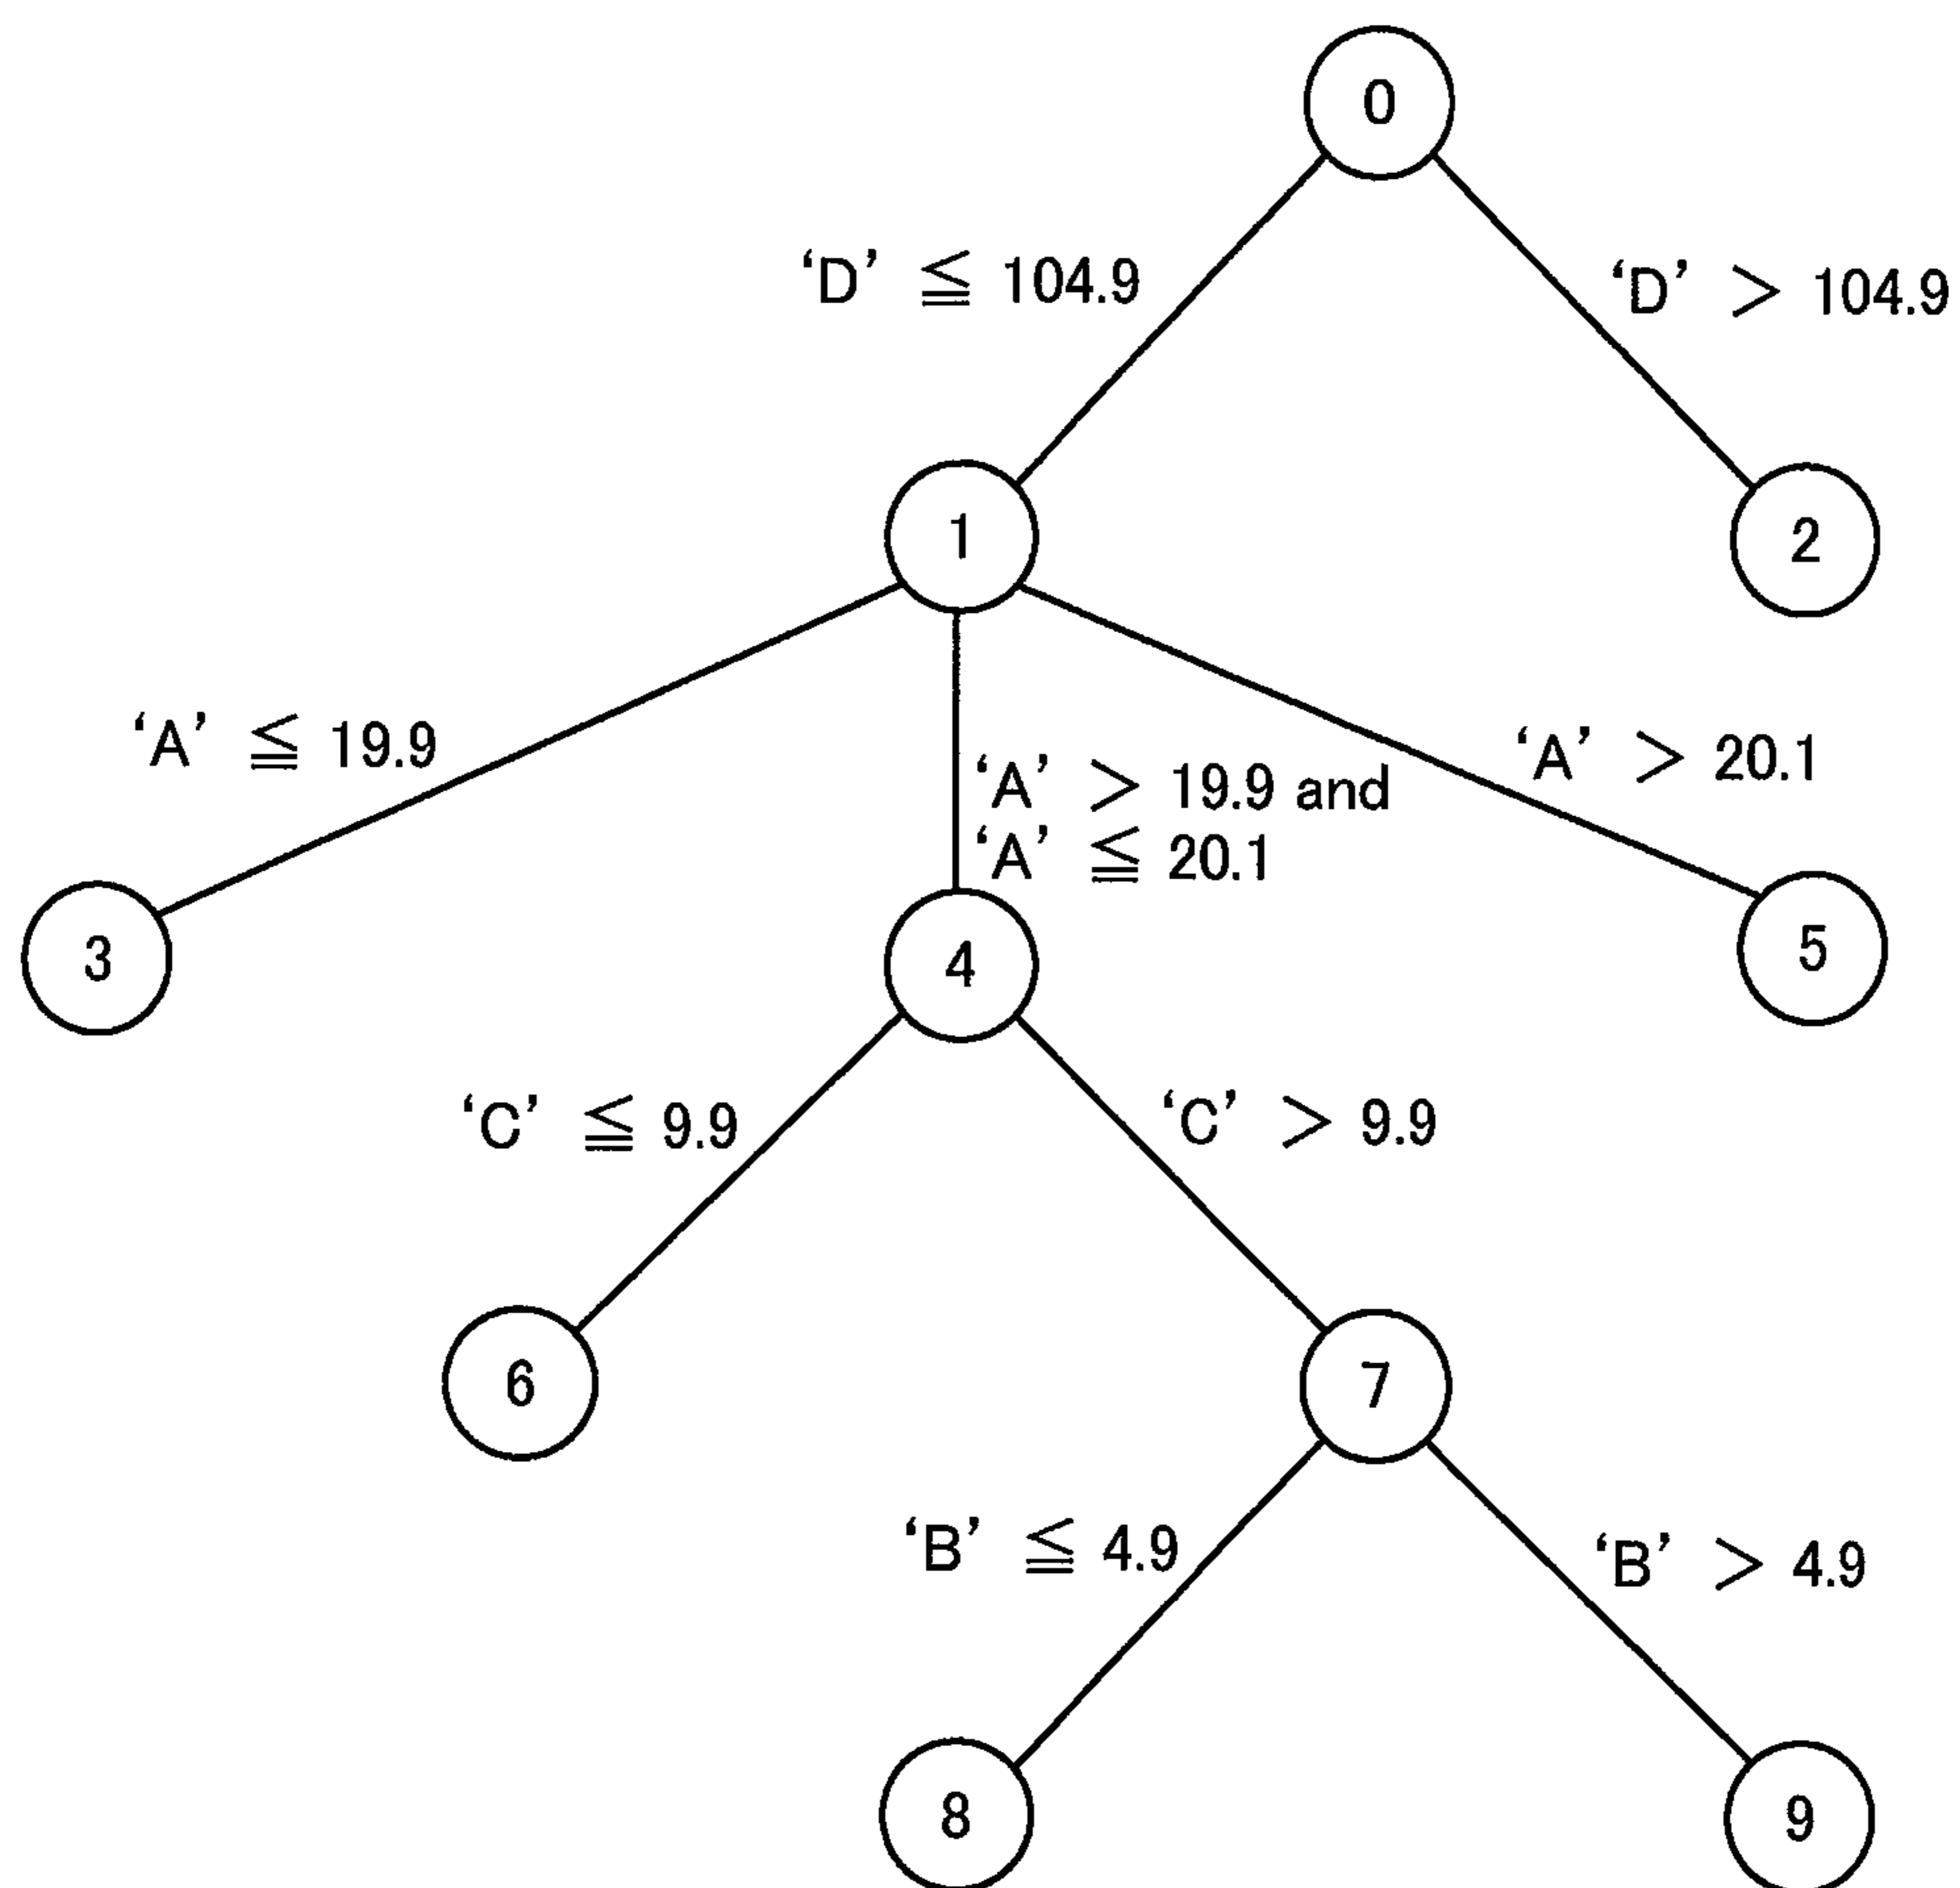 0
‘D’ ≦ 104.9
‘D’ > 104.9
1
2
‘A’ ≦ 19.9
‘A’ > 19.9 and
‘A’ ≦ 20.1
‘A’ > 20.1
3
4
5
‘C’ ≦ 9.9
‘C’ > 9.9
6
7
‘B’ ≦ 4.9
‘B’ > 4.9
8
9